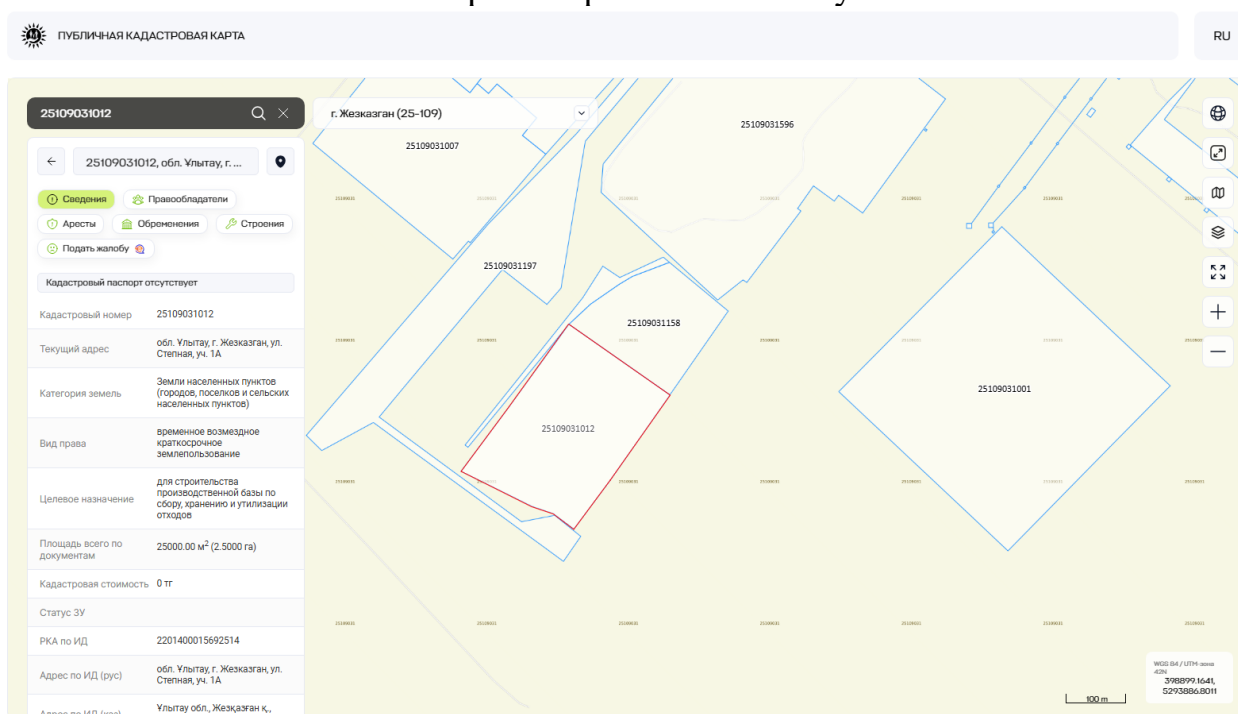 ПУБЛИЧНАЯ КАДАСТРОВАЯ КАРТА
RU
25109031012
г. Жезказган (25-109)
25109031012, обл. Ұлытау, г. ...
Сведения
Правообладатели
Аресты
Обременения
Строения
Подать жалобу
Кадастровый паспорт отсутствует
Кадастровый номер
25109031012
Текущий адрес
обл. Ұлытау, г. Жезказган, ул.
Степная, уч. 1А
Категория земель
Земли населенных пунктов
(городов, поселков и сельских
населенных пунктов)
Вид права
временное возмездное
краткосрочное
землепользование
Целевое назначение
для строительства
производственной базы по
сбору, хранению и утилизации
отходов
Площадь всего по
документам
25000.00 м² (2.5000 га)
Кадастровая стоимость
0 тг
Статус ЗУ
РКА по ИД
2201400015692514
Адрес по ИД (рус)
обл. Ұлытау, г. Жезказган, ул.
Степная, уч. 1А
Ұлытау обл., Жезқазған қ.,
25109031007
25109031596
25109031197
25109031158
25109031001
25109031012
100 m
WGS 84 / UTM зона
42N
398899.1641,
5293886.8011